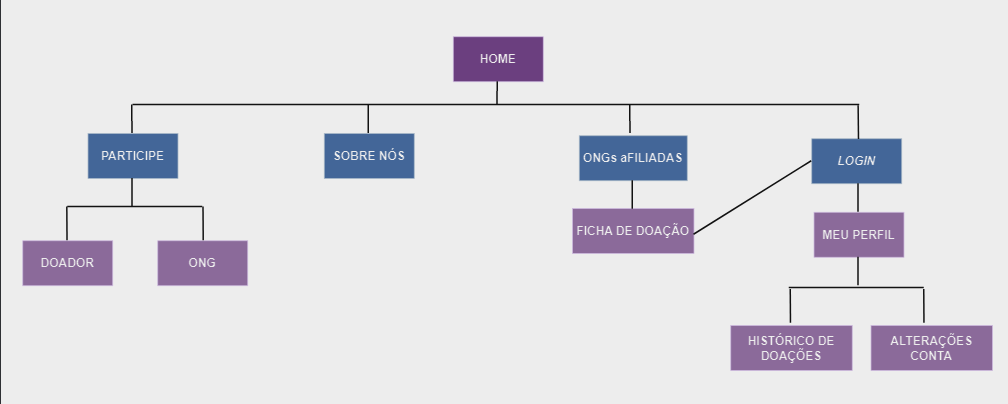 HOME
PARTICIPE
SOBRE NÓS
ONGs aFILIADAS
LOGIN
FICHA DE DOAÇÃO
MEU PERFIL
DOADOR
ONG
HISTÓRICO DE
DOAÇÕES
ALTERAÇÕES
CONTA